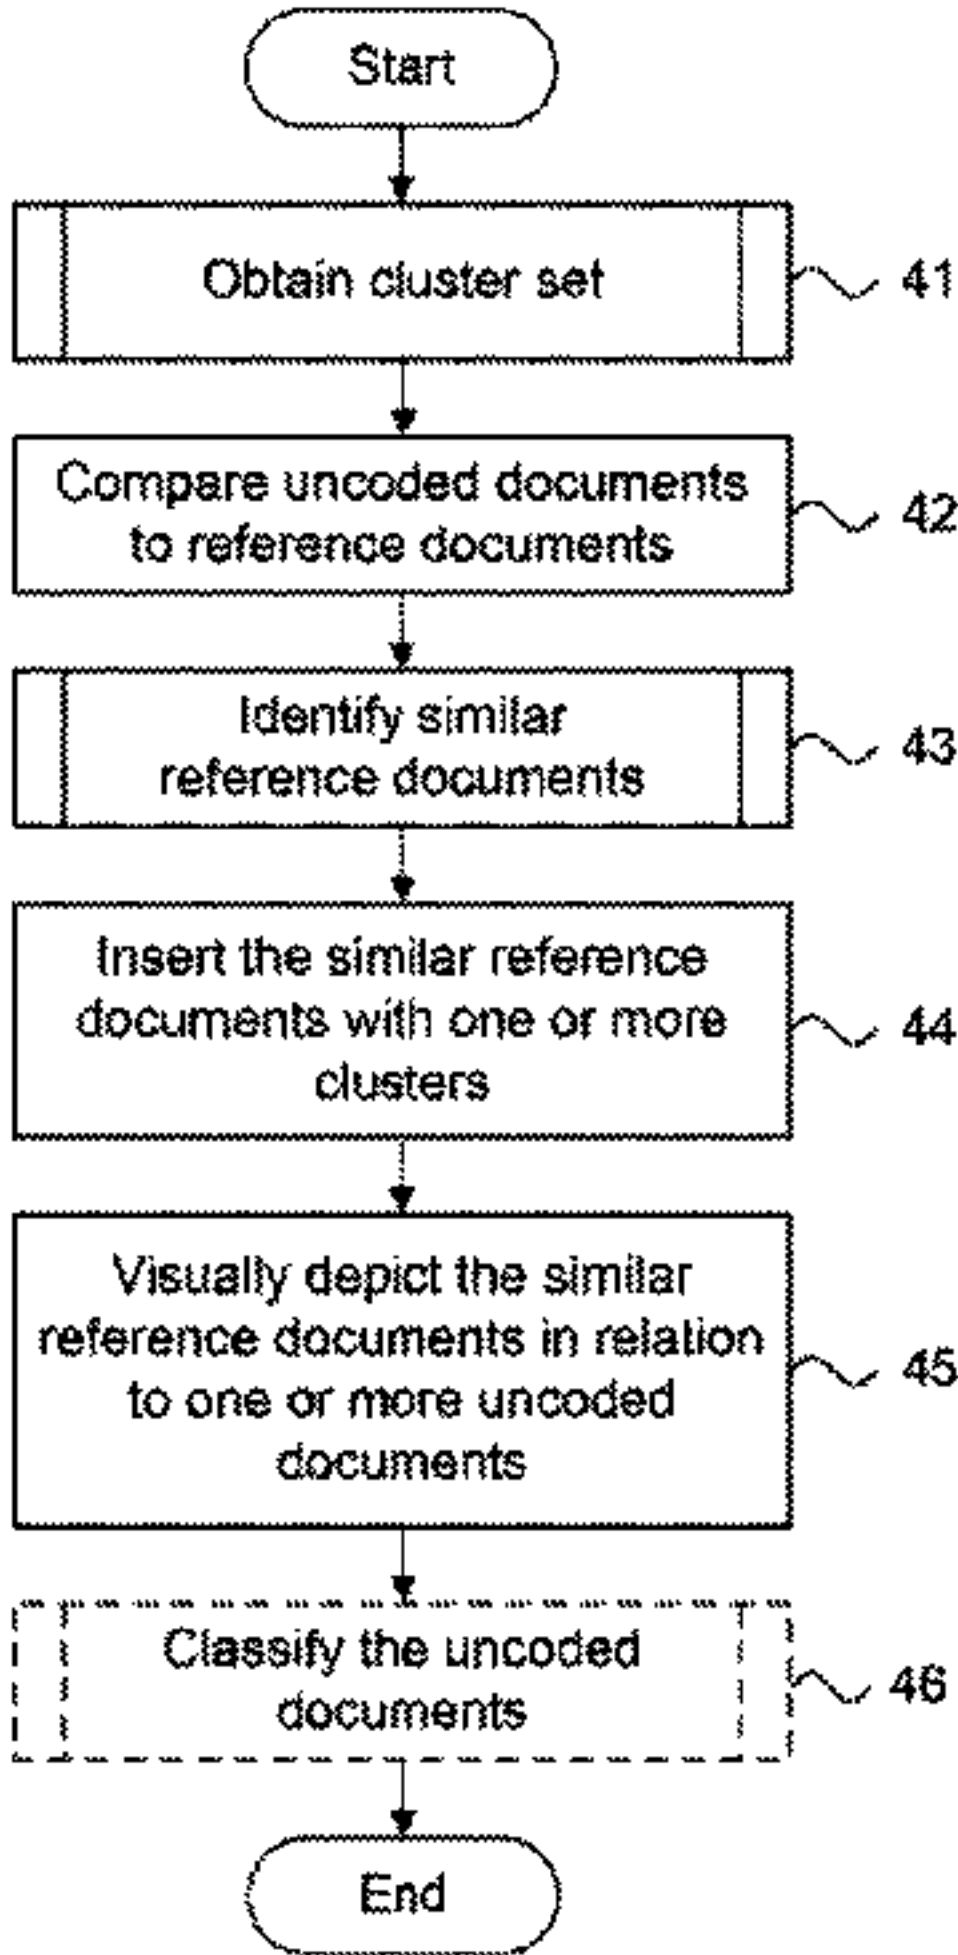 Start
Obtain cluster set
41
Compare uncoded documents
to reference documents
42
Identify similar
reference documents
43
Insert the similar reference
documents with one or more
clusters
44
Visually depict the similar
reference documents in relation
to one or more uncoded
documents
45
Classify the uncoded
documents
46
End